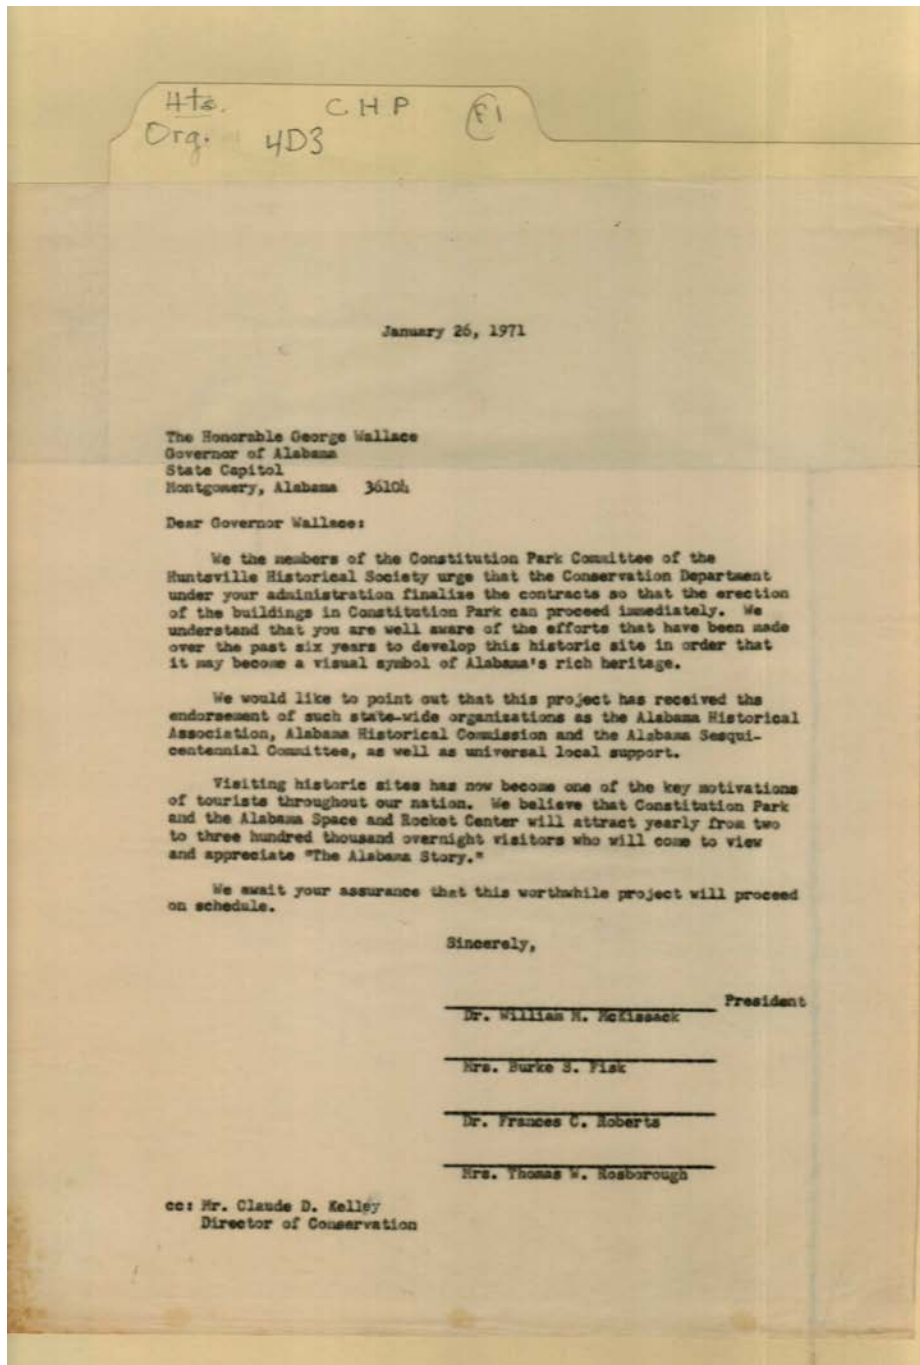 Hts. CHP F1
Org. 4D3
January 26, 1971
The Honorable George Wallace
Governor of Alabama
State Capitol
Montgomery, Alabama 36104
Dear Governor Wallace:
We the members of the Constitution Park Committee of the
Huntsville Historical Society urge that the Conservation Department
under your administration finalize the contracts so that the erection
of the buildings in Constitution Park can proceed immediately. We
understand that you are well aware of the efforts that have been made
over the past six years to develop this historic site in order that
it may become a visual symbol of Alabama's rich heritage.
We would like to point out that this project has received the
endorsement of such state-wide organizations as the Alabama Historical
Association, Alabama Historical Commission and the Alabama Sesqui-
centennial Committee, as well as universal local support.
Visiting historic sites has now become one of the key motivations
of tourists throughout our nation. We believe that Constitution Park
and the Alabama Space and Rocket Center will attract yearly from two
to three hundred thousand overnight visitors who will come to view
and appreciate "The Alabama Story."
We await your assurance that this worthwhile project will proceed
on schedule.
Sincerely,
President
Dr. William H. McKissack
Mrs. Burke S. Fisk
Dr. Frances C. Roberts
Mrs. Thomas W. Rosborough
cc: Mr. Claude D. Kelley
Director of Conservation